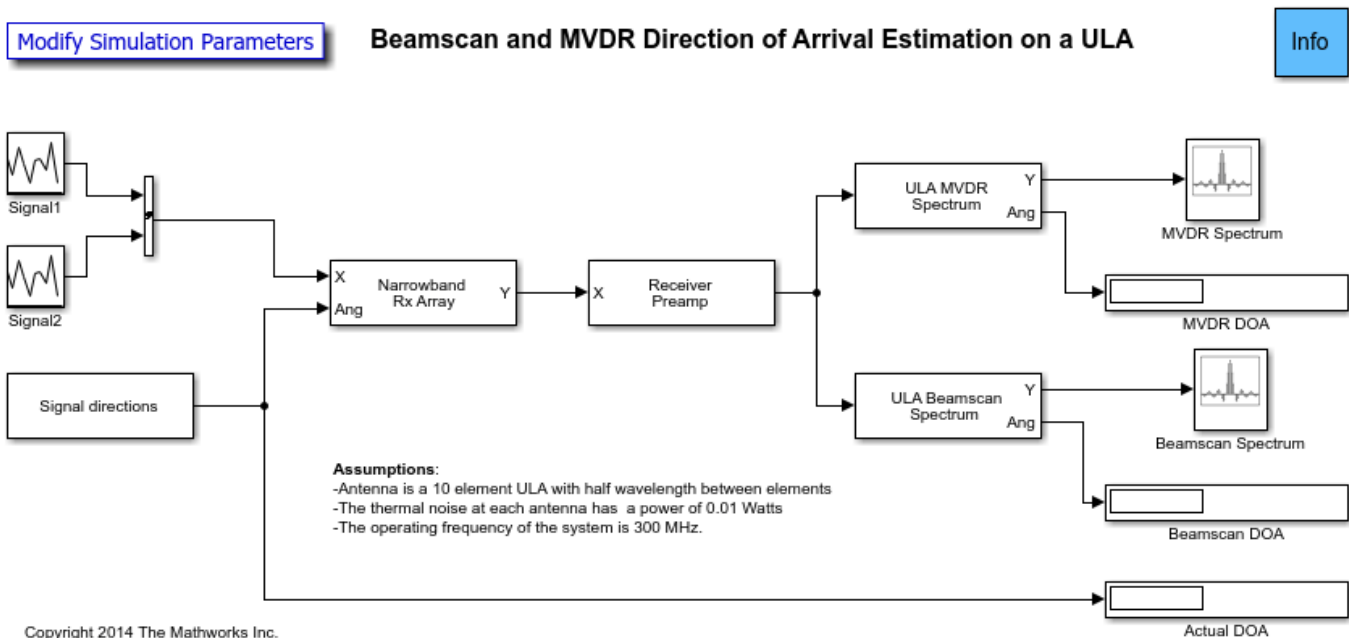 Modify Simulation Parameters
Beamscan and MVDR Direction of Arrival Estimation on a ULA
Info
Signal1
Signal2
Signal directions
X
Ang
Narrowband
Rx Array
Y
X
Receiver
Preamp
ULA MVDR
Spectrum
Y
Ang
MVDR Spectrum
MVDR DOA
ULA Beamscan
Spectrum
Y
Ang
Beamscan Spectrum
Beamscan DOA
Actual DOA
Assumptions:
-Antenna is a 10 element ULA with half wavelength between elements
-The thermal noise at each antenna has a power of 0.01 Watts
-The operating frequency of the system is 300 MHz.
Copyright 2014 The Mathworks Inc.